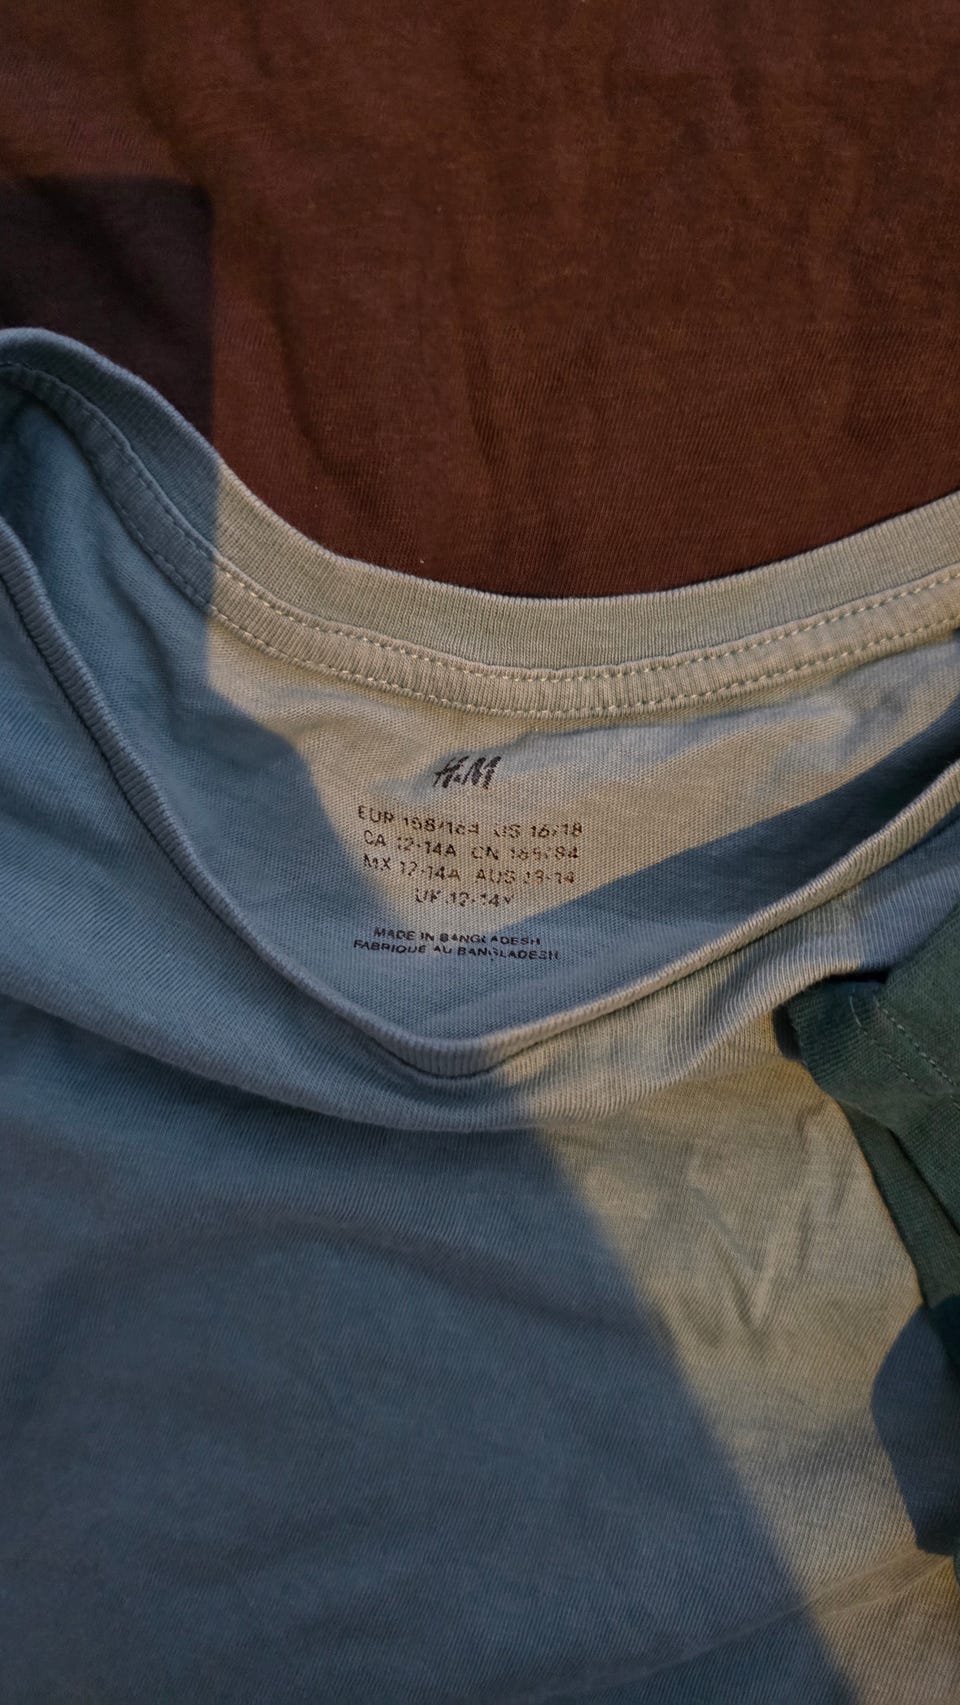 H&M
EUR 158/164 US 16/18
CA 12-14A CN 165/84
MX 12-14A AUS 13-14
UK 12-14Y
MADE IN BANGLADESH
FABRIQUÉ AU BANGLADESH